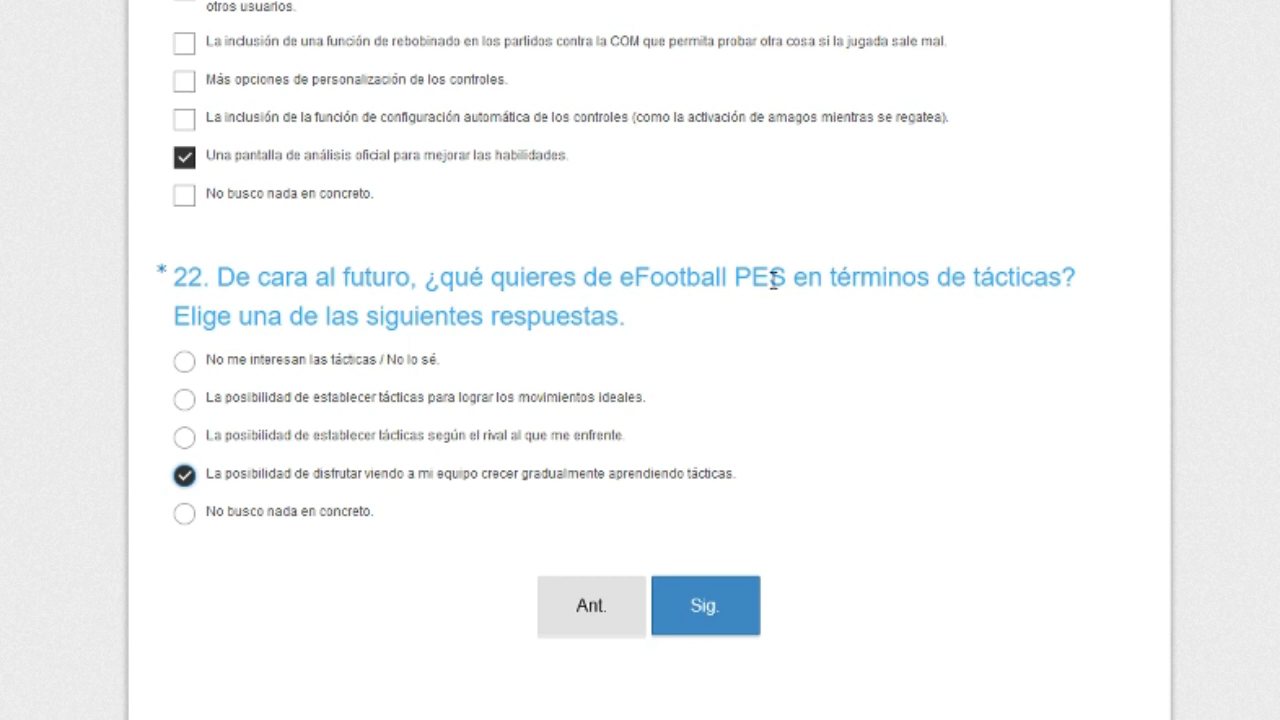 otros usuarios.
La inclusión de una función de rebobinado en los partidos contra la COM que permita probar otra cosa si la jugada sale mal.
Más opciones de personalización de los controles.
La inclusión de la función de configuración automática de los controles (como la activación de amagos mientras se regatea).
Una pantalla de análisis oficial para mejorar las habilidades.
No busco nada en concreto.
* 22. De cara al futuro, ¿qué quieres de eFootball PES en términos de tácticas?
Elige una de las siguientes respuestas.
No me interesan las tácticas / No lo sé.
La posibilidad de establecer tácticas para lograr los movimientos ideales.
La posibilidad de establecer tácticas según el rival al que me enfrente.
La posibilidad de disfrutar viendo a mi equipo crecer gradualmente aprendiendo tácticas.
No busco nada en concreto.
Ant.
Sig.